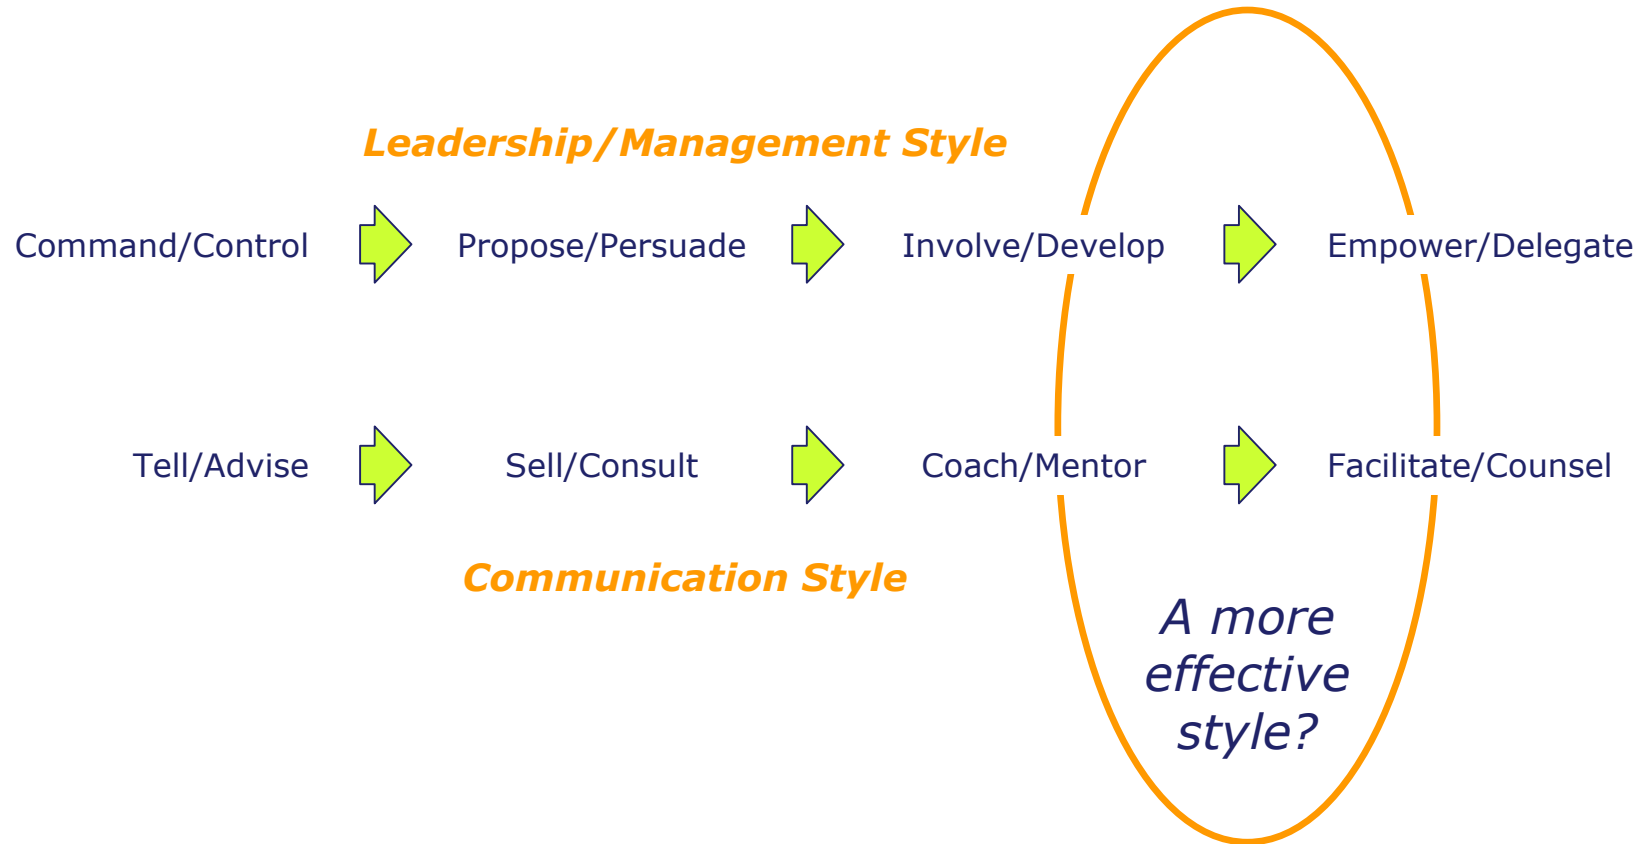 Leadership/Management Style
Command/Control Propose/Persuade Involve/Develop Empower/Delegate
Tell/Advise Sell/Consult Coach/Mentor Facilitate/Counsel
Communication Style
A more
effective
style?